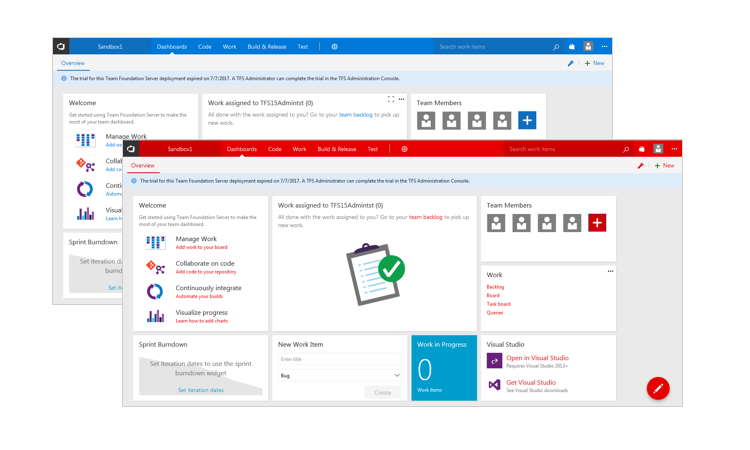 Sandbox1 Dashboards Code Work Build & Release Test Search work items
Overview New
The trial for this Team Foundation Server deployment expired on 7/7/2017. A TFS Administrator can complete the trial in the TFS Administration Console.
Welcome
Get started using Team Foundation Server to make the
most of your team dashboard.
Manage Work
Add wo
Collab
Add co
Conti
Automa
Visual
Learn h
Work assigned to TFS15Admintst (0)
All done with the work assigned to you? Go to your team backlog to pick up
new work.
Team Members
Sprint Burndown
Set iteration da
burnd
Set it
Sandbox1 Dashboards Code Work Build & Release Test Search work items
Overview New
The trial for this Team Foundation Server deployment expired on 7/7/2017. A TFS Administrator can complete the trial in the TFS Administration Console.
Welcome
Get started using Team Foundation Server to make the
most of your team dashboard.
Manage Work
Add work to your board
Collaborate on code
Add code to your repository
Continuously integrate
Automate your builds
Visualize progress
Learn how to add charts
Work assigned to TFS15Admintst (0)
All done with the work assigned to you? Go to your team backlog to pick up
new work.
Team Members
Work
Backlog
Board
Task board
Queries
Sprint Burndown
Set iteration dates to use the sprint
burndown widget
Set iteration dates
New Work Item
Enter title
Bug
Create
Work in Progress
0
Work items
Visual Studio
Open in Visual Studio
Requires Visual Studio 2013+
Get Visual Studio
See Visual Studio downloads